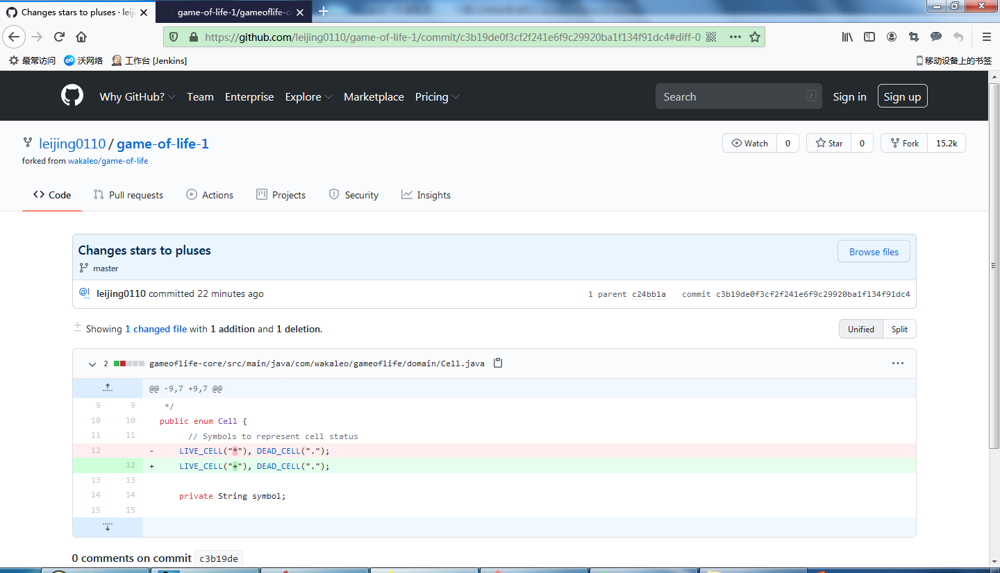 Changes stars to pluses · leij
game-of-life-1/gameoflife-c
https://github.com/leijing0110/game-of-life-1/commit/c3b19de0f3cf2f241e6f9c29920ba1f134f91dc4#diff-0
最常访问 沃网络 工作台 [Jenkins] 移动设备上的书签
Why GitHub? Team Enterprise Explore Marketplace Pricing Search / Sign in Sign up
leijing0110 / game-of-life-1 Watch 0 Star 0 Fork 15.2k
forked from wakaleo/game-of-life
Code Pull requests Actions Projects Security Insights
Changes stars to pluses Browse files
master
@l leijing0110 committed 22 minutes ago 1 parent c24bb1a commit c3b19de0f3cf2f241e6f9c29920ba1f134f91dc4
Showing 1 changed file with 1 addition and 1 deletion. Unified Split
2 gameoflife-core/src/main/java/com/wakaleo/gameoflife/domain/Cell.java
@@ -9,7 +9,7 @@
9 9 */
10 10 public enum Cell {
11 11 // Symbols to represent cell status
12 - LIVE_CELL("*"), DEAD_CELL(".");
12 + LIVE_CELL("+"), DEAD_CELL(".");
13 13
14 14 private String symbol;
15 15
0 comments on commit c3b19de